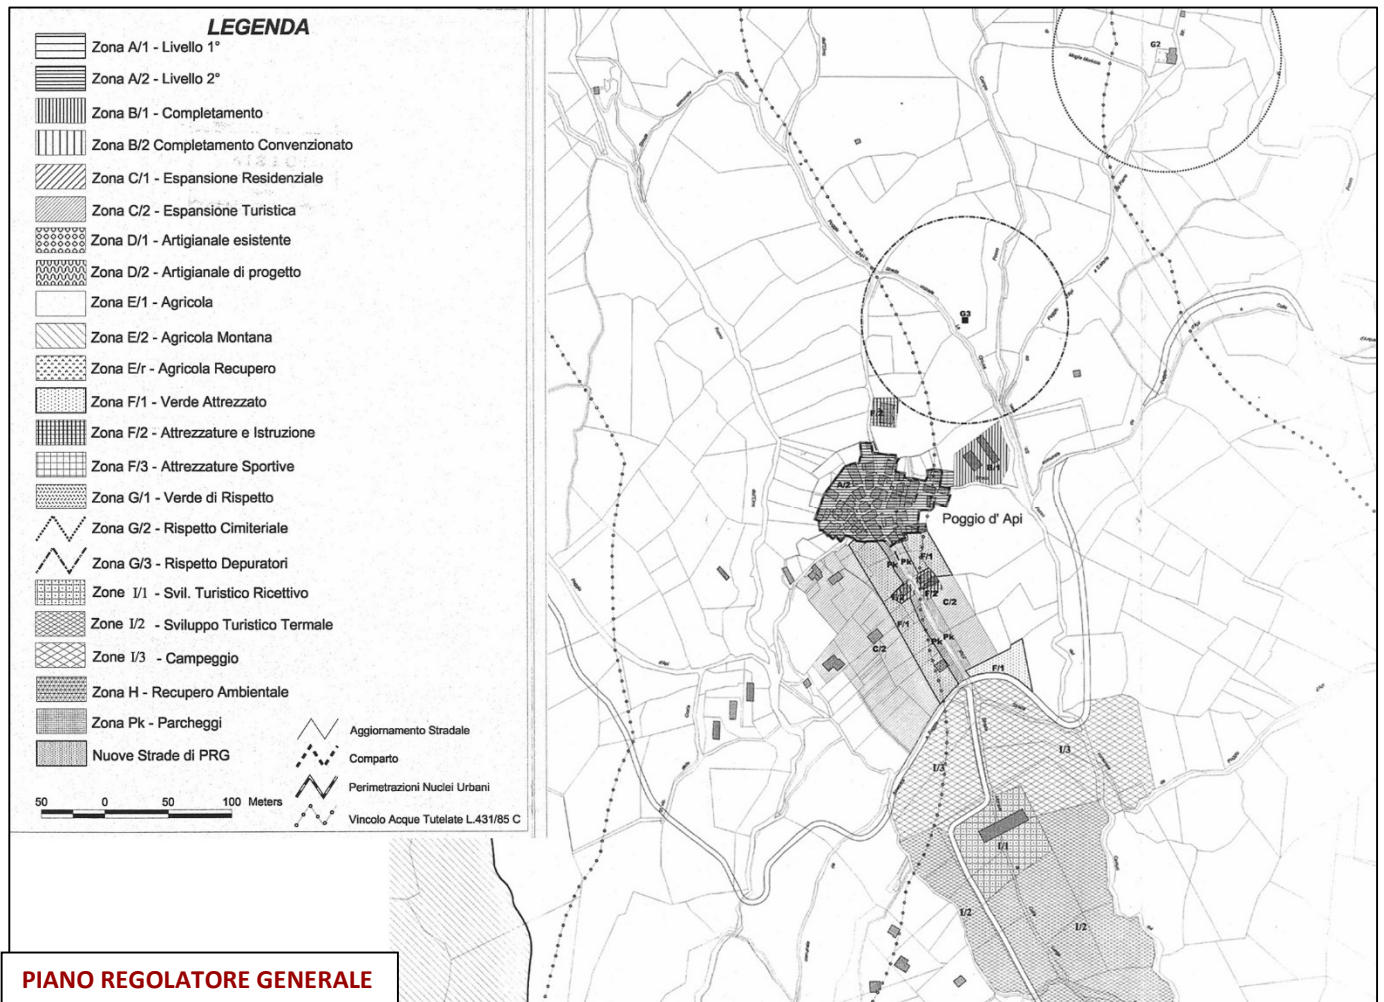 LEGENDA
Zona A/1 - Livello 1°
Zona A/2 - Livello 2°
Zona B/1 - Completamento
Zona B/2 Completamento Convenzionato
Zona C/1 - Espansione Residenziale
Zona C/2 - Espansione Turistica
Zona D/1 - Artigianale esistente
Zona D/2 - Artigianale di progetto
Zona E/1 - Agricola
Zona E/2 - Agricola Montana
Zona E/r - Agricola Recupero
Zona F/1 - Verde Attrezzato
Zona F/2 - Attrezzature e Istruzione
Zona F/3 - Attrezzature Sportive
Zona G/1 - Verde di Rispetto
Zona G/2 - Rispetto Cimiteriale
Zona G/3 - Rispetto Depuratori
Zone I/1 - Svil. Turistico Ricettivo
Zone I/2 - Sviluppo Turistico Termale
Zone I/3 - Campeggio
Zona H - Recupero Ambientale
Zona Pk - Parcheggi
Nuove Strade di PRG
Aggiornamento Stradale
Comparto
Perimetrazioni Nuclei Urbani
Vincolo Acque Tutelate L.431/85 C
50 0 50 100 Meters
G2
G3
F/2
B/1
A/2
Poggio d' Api
Pk
Pk
F/1
F/2
F/2
C/2
F/1
C/2
Pk
Pk
F/1
I/3
I/3
I/1
I/2
I/2
PIANO REGOLATORE GENERALE